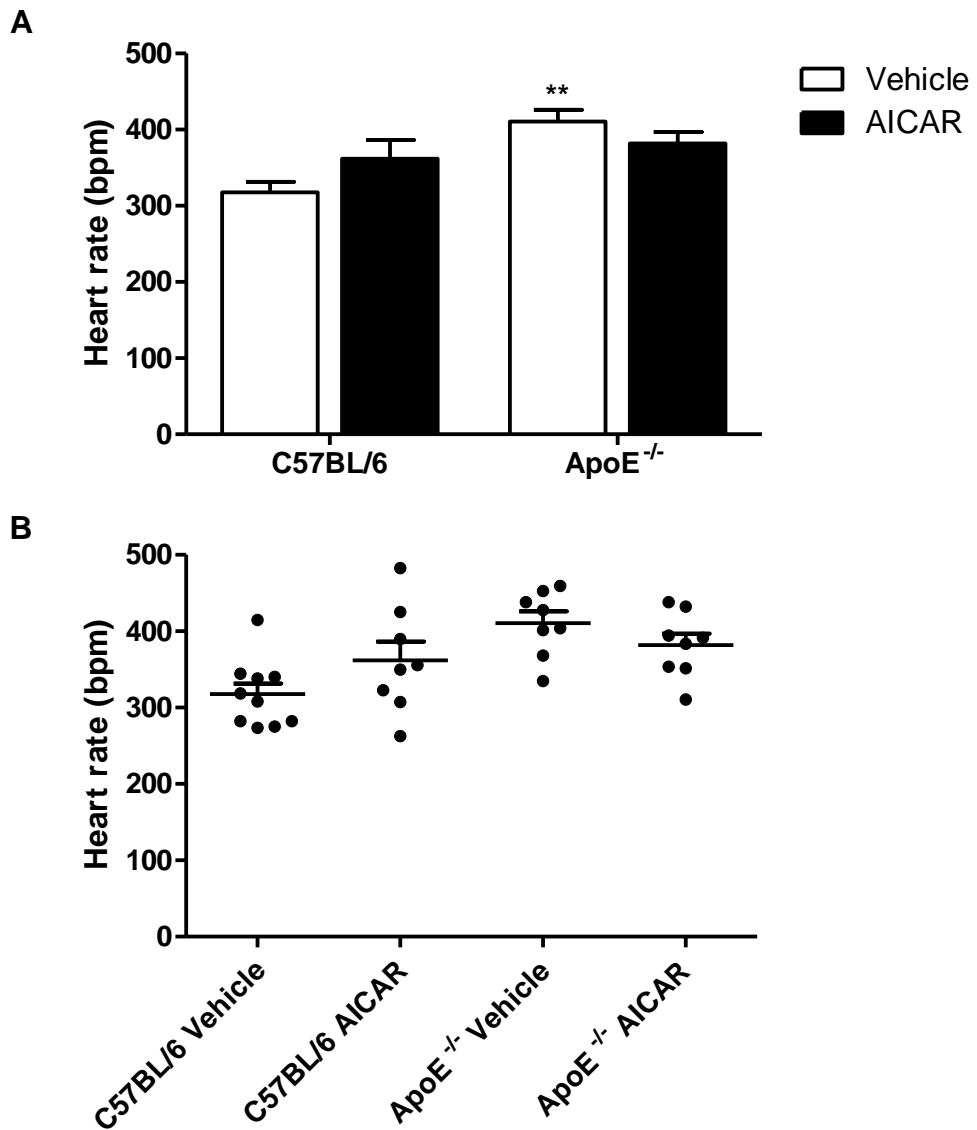 A
500
400
300
200
100
0
Heart rate (bpm)
**
C57BL/6
ApoE-/-
Vehicle
AICAR
B
500
400
300
200
100
0
Heart rate (bpm)
C57BL/6 Vehicle
C57BL/6 AICAR
ApoE-/- Vehicle
ApoE-/- AICAR